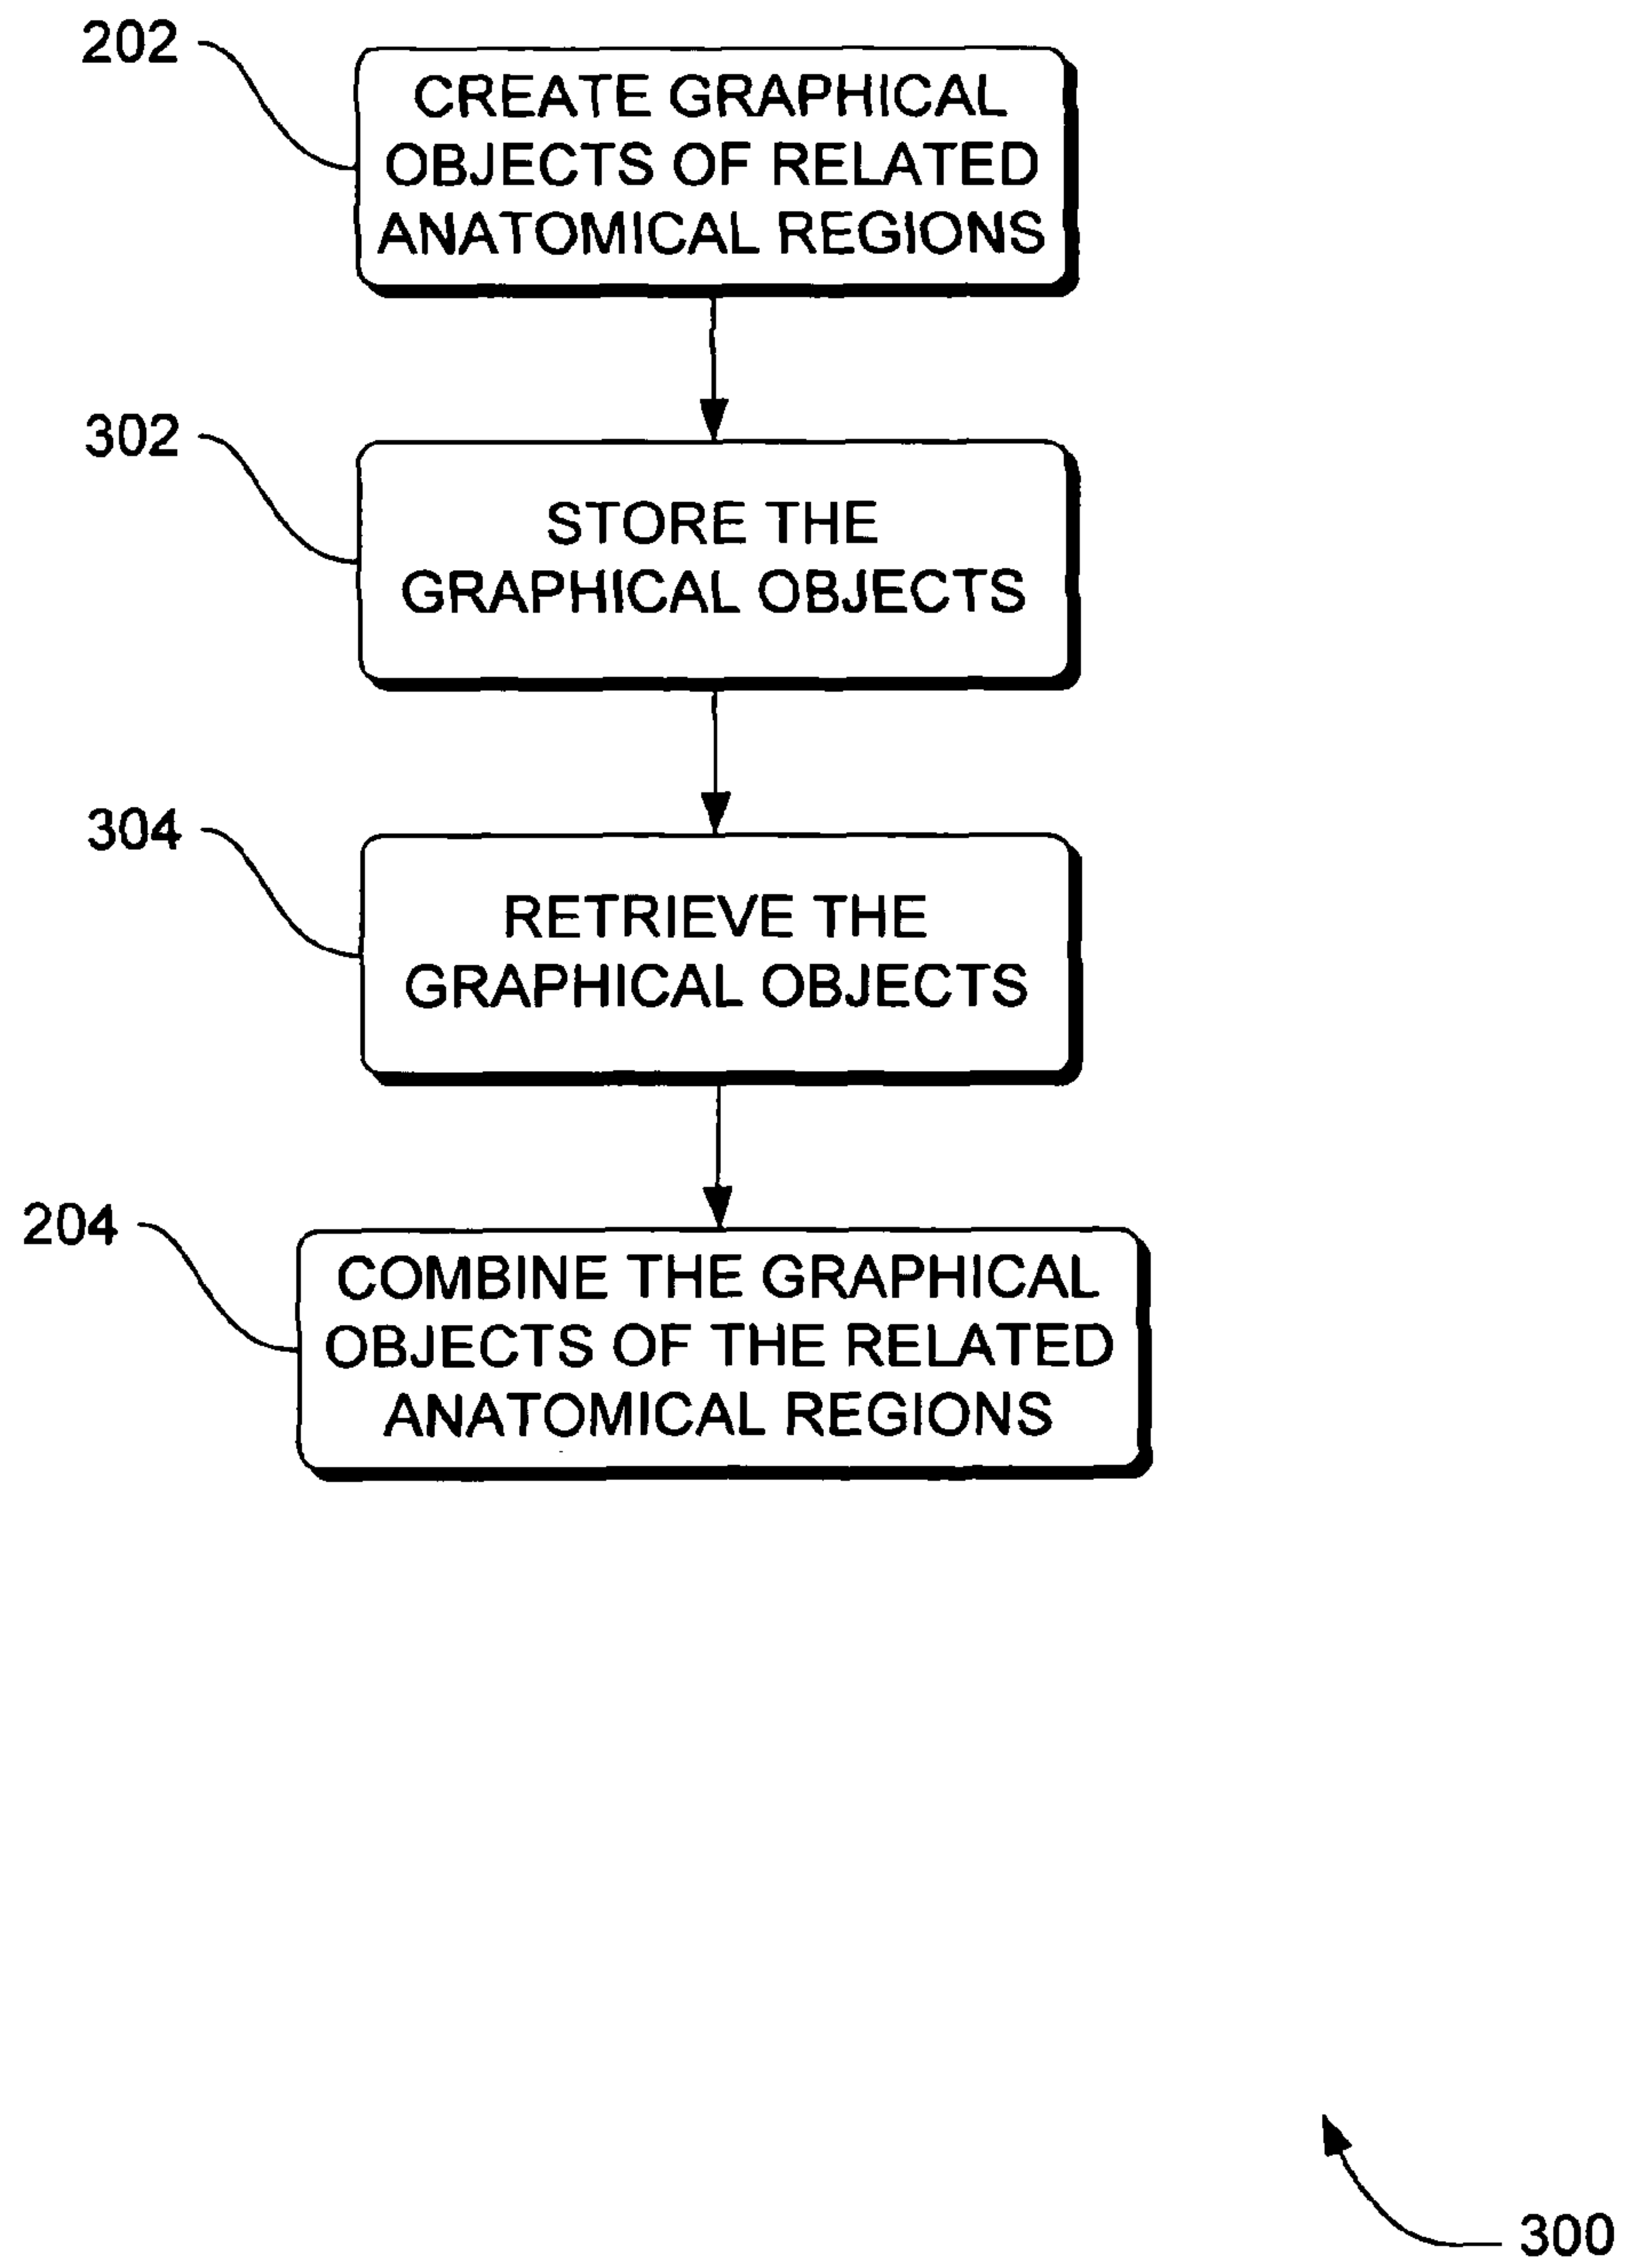 202
CREATE GRAPHICAL
OBJECTS OF RELATED
ANATOMICAL REGIONS
302
STORE THE
GRAPHICAL OBJECTS
304
RETRIEVE THE
GRAPHICAL OBJECTS
204
COMBINE THE GRAPHICAL
OBJECTS OF THE RELATED
ANATOMICAL REGIONS
300